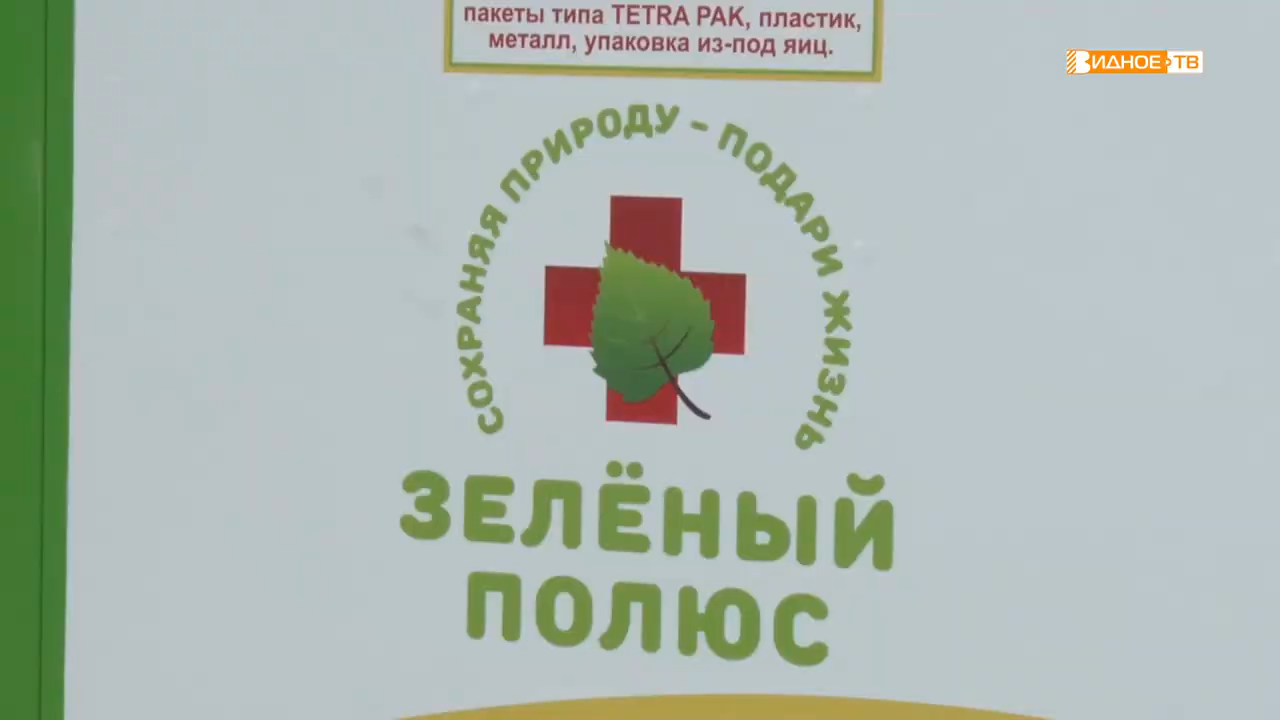 пакеты типа TETRA PAK, пластик,
металл, упаковка из-под яиц.
ВИДНОЕ·ТВ
СОХРАНЯЯ ПРИРОДУ - ПОДАРИ ЖИЗНЬ
ЗЕЛЁНЫЙ
ПОЛЮС